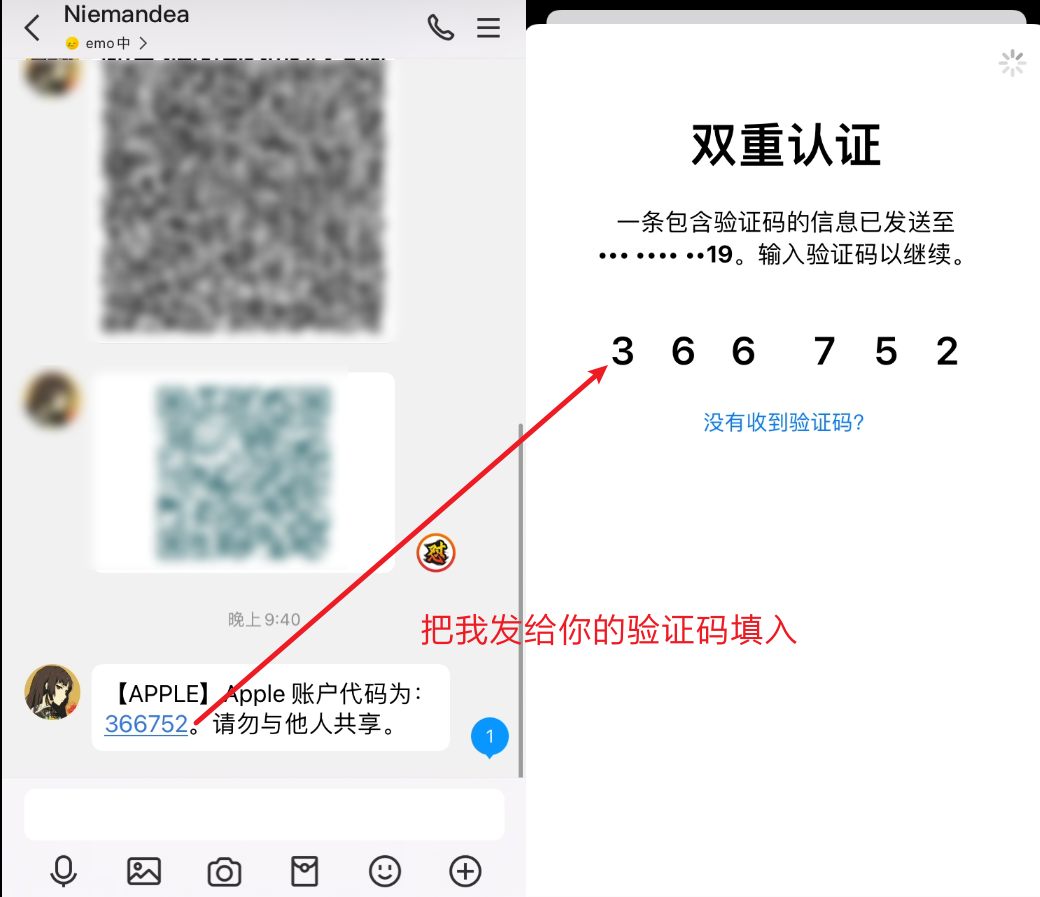 Niemandea
emo中
晚上9:40
【APPLE】Apple 账户代码为：
366752。请勿与他人共享。
1
怼
双重认证
一条包含验证码的信息已发送至
••• •••• ••19。输入验证码以继续。
3 6 6 7 5 2
没有收到验证码?
把我发给你的验证码填入